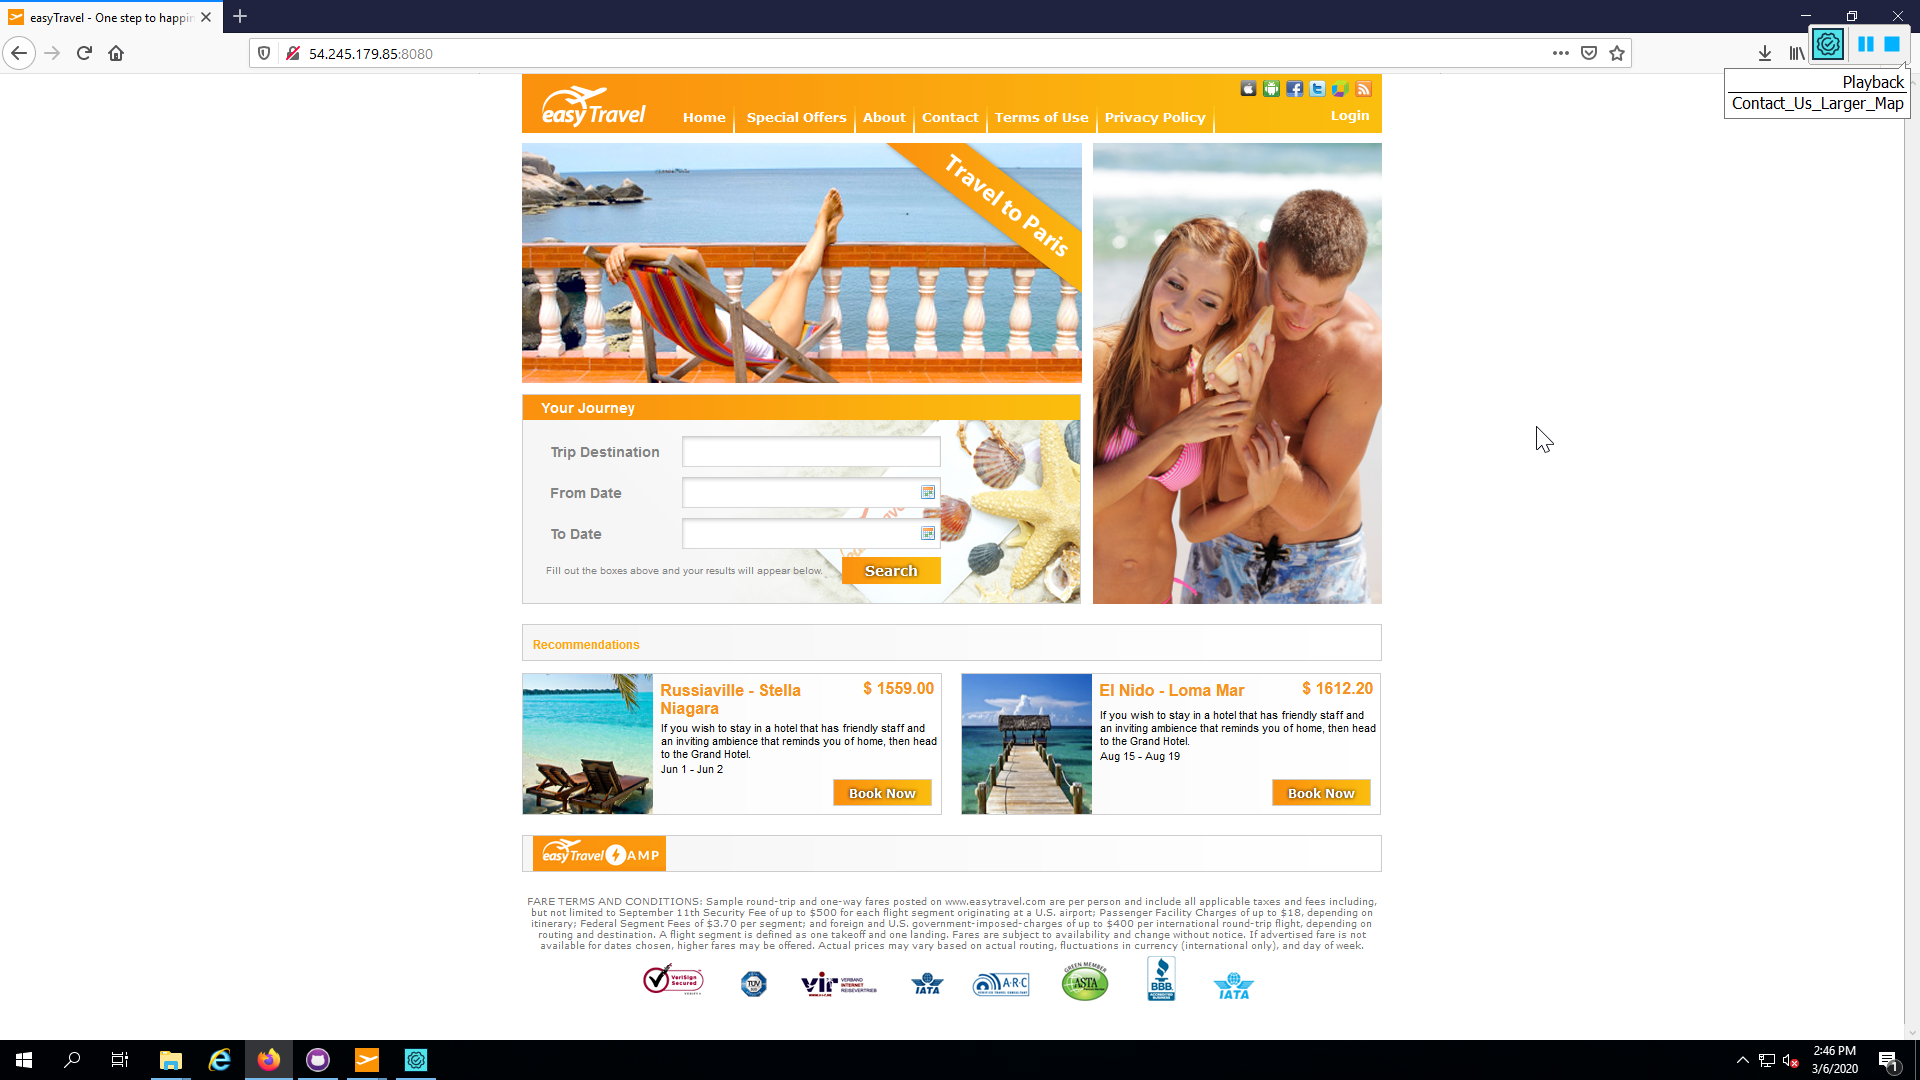 easyTravel - One step to happin
54.245.179.85:8080
Playback
Contact_Us_Larger_Map
easyTravel
Home
Special Offers
About
Contact
Terms of Use
Privacy Policy
Login
Travel to Paris
Your Journey
Trip Destination
From Date
To Date
Fill out the boxes above and your results will appear below.
Search
Recommendations
Russiaville - Stella
Niagara
$ 1559.00
If you wish to stay in a hotel that has friendly staff and
an inviting ambience that reminds you of home, then head
to the Grand Hotel.
Jun 1 - Jun 2
Book Now
El Nido - Loma Mar
$ 1612.20
If you wish to stay in a hotel that has friendly staff and
an inviting ambience that reminds you of home, then head
to the Grand Hotel.
Aug 15 - Aug 19
Book Now
easyTravel AMP
FARE TERMS AND CONDITIONS: Sample round-trip and one-way fares posted on www.easytravel.com are per person and include all applicable taxes and fees including,
but not limited to September 11th Security Fee of up to $500 for each flight segment originating at a U.S. airport; Passenger Facility Charges of up to $18, depending on
itinerary; Federal Segment Fees of $3.70 per segment; and foreign and U.S. government-imposed-charges of up to $400 per international round-trip flight, depending on
routing and destination. A flight segment is defined as one takeoff and one landing. Fares are subject to availability and change without notice. If advertised fare is not
available for dates chosen, higher fares may be offered. Actual prices may vary based on actual routing, fluctuations in currency (international only), and day of week.
VeriSign
Secured
TÜV
vir
VERBAND
INTERNET
REISEVERTRIEB
IATA
A·R·C
GREEN MEMBER
ASTA
BBB.
ACCREDITED
BUSINESS
IATA
2:46 PM
3/6/2020
1